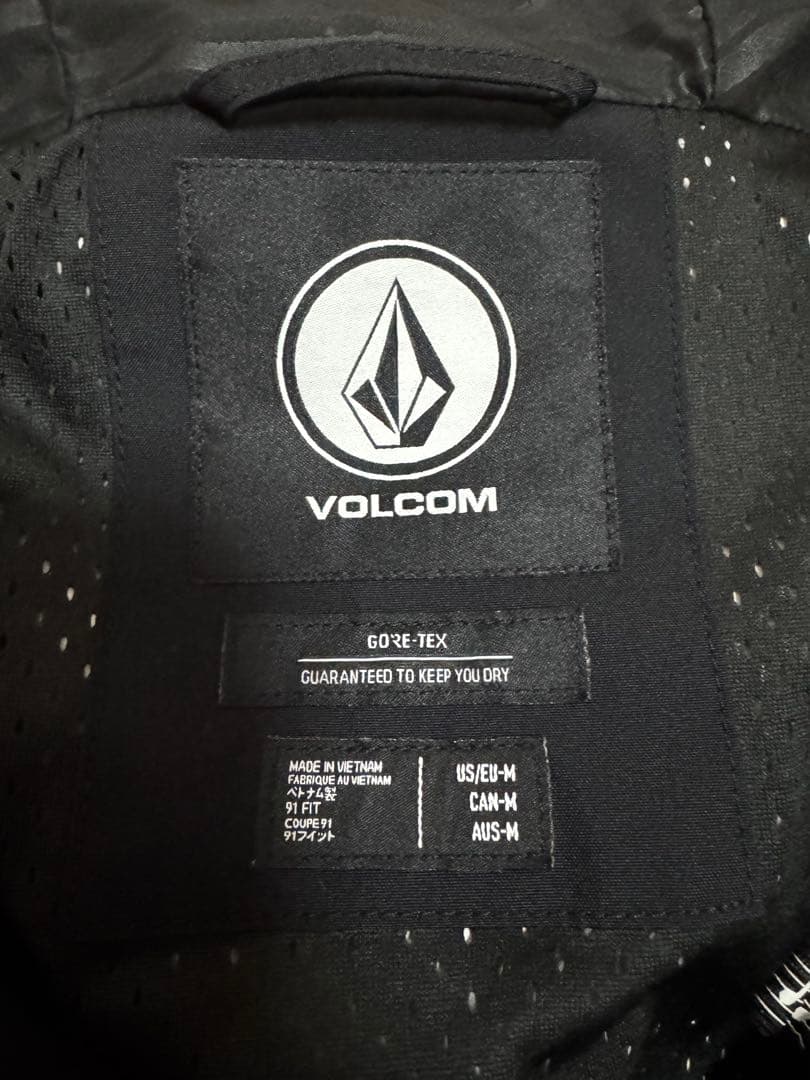 VOLCOM
GORE-TEX
GUARANTEED TO KEEP YOU DRY
MADE IN VIETNAM
FABRIQUE AU VIETNAM
ベトナム製
91 FIT
COUPE 91
91フィット
US/EU-M
CAN-M
AUS-M